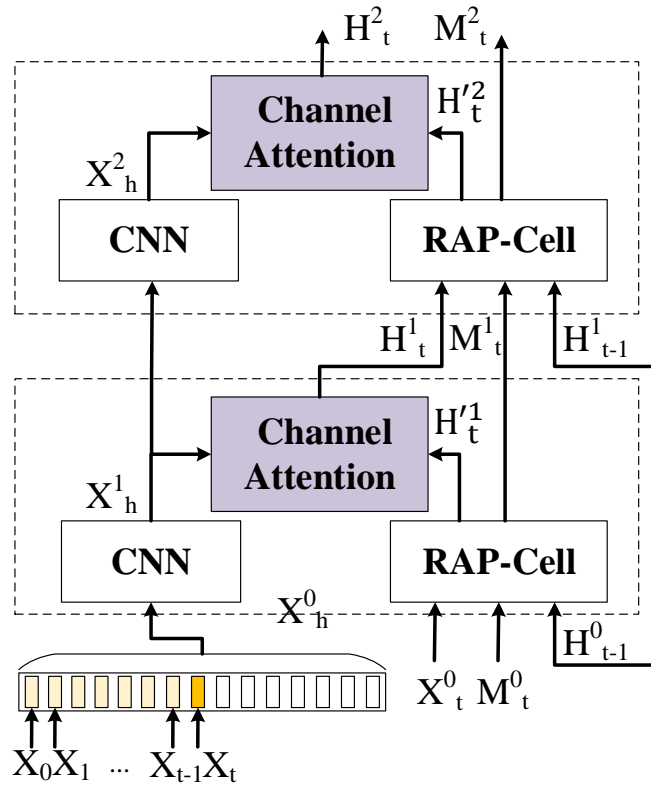 H²ₜ M²ₜ
Channel Attention
H′²ₜ
X²ₕ
CNN
RAP-Cell
H¹ₜ M¹ₜ H¹ₜ₋₁
Channel Attention
H′¹ₜ
X¹ₕ
CNN
RAP-Cell
X⁰ₕ
H⁰ₜ₋₁
X⁰ₜ M⁰ₜ
X₀X₁ ... Xₜ₋₁Xₜ